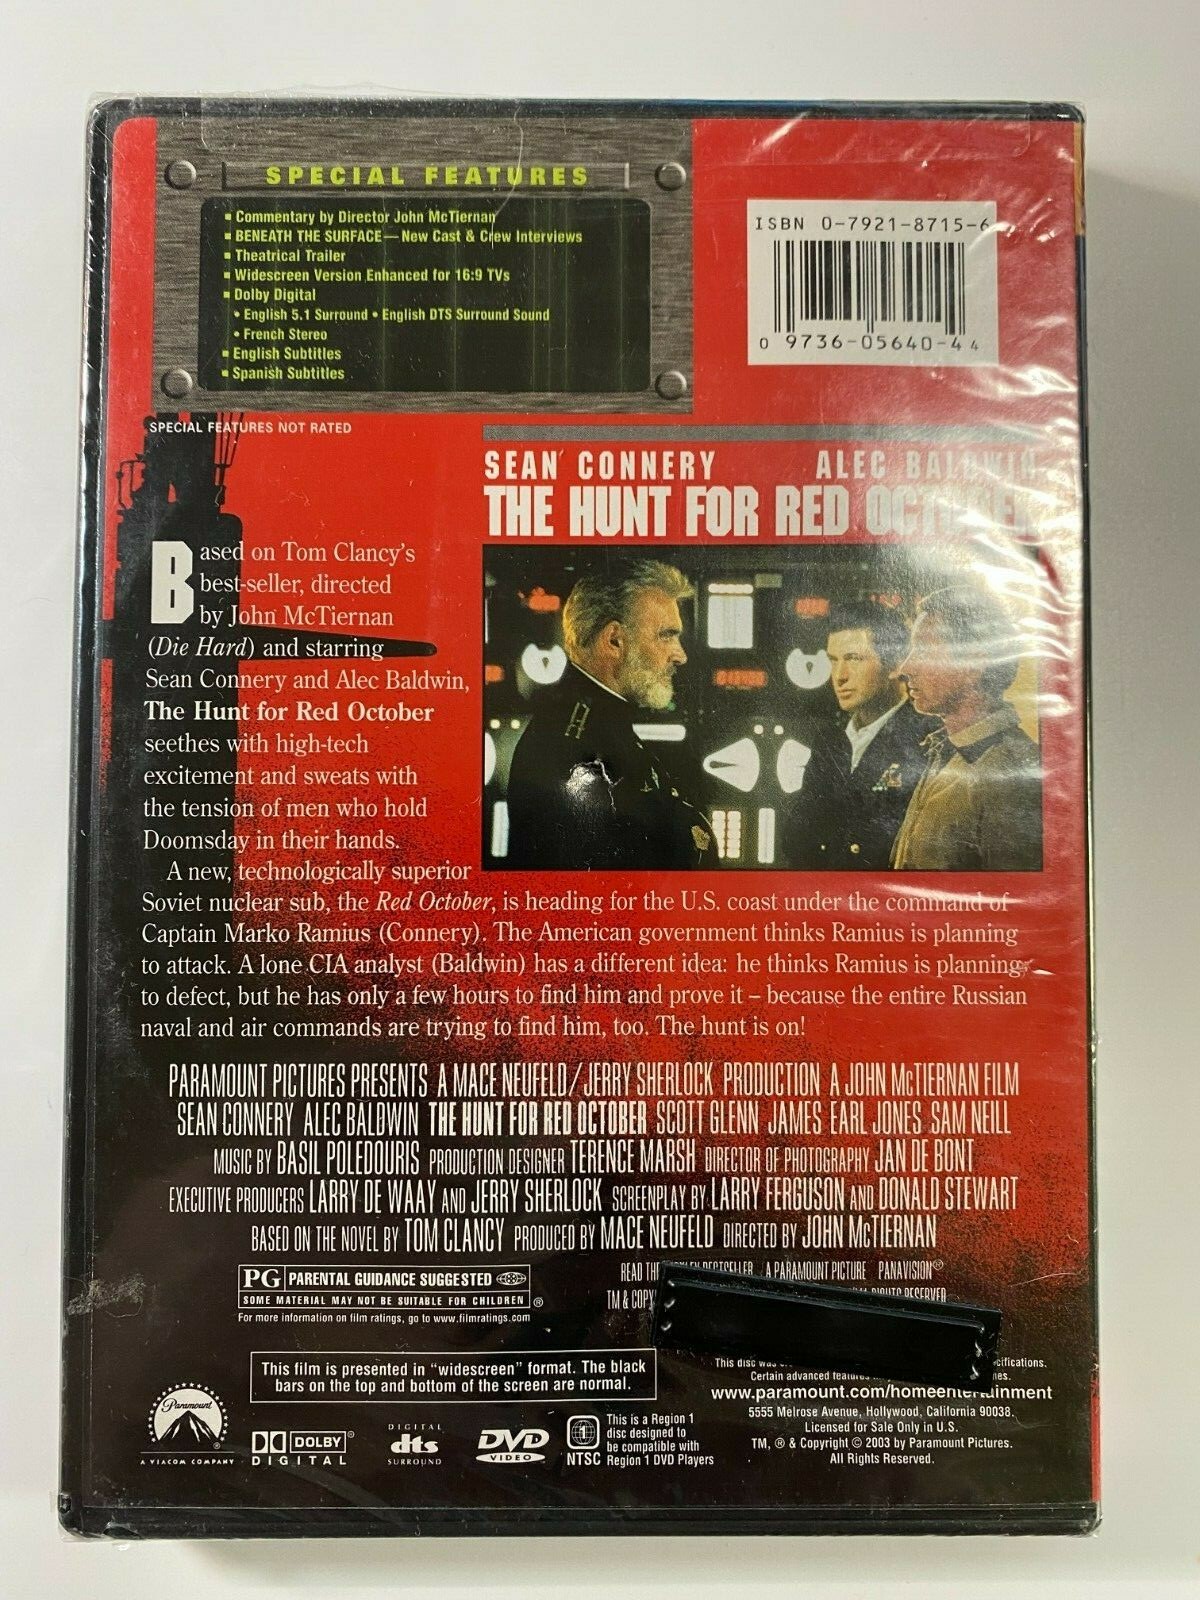 SPECIAL FEATURES
▪ Commentary by Director John McTiernan
▪ BENEATH THE SURFACE—New Cast & Crew Interviews
▪ Theatrical Trailer
▪ Widescreen Version Enhanced for 16:9 TVs
▪ Dolby Digital
• English 5.1 Surround • English DTS Surround Sound
• French Stereo
▪ English Subtitles
▪ Spanish Subtitles
SPECIAL FEATURES NOT RATED
ISBN 0-7921-8715-6
0 9736-05640-4 4
SEAN CONNERY ALEC BALDWIN
THE HUNT FOR RED OCTOBER
Based on Tom Clancy's
best-seller, directed
by John McTiernan
(Die Hard) and starring
Sean Connery and Alec Baldwin,
The Hunt for Red October
seethes with high-tech
excitement and sweats with
the tension of men who hold
Doomsday in their hands.
A new, technologically superior
Soviet nuclear sub, the Red October, is heading for the U.S. coast under the command of
Captain Marko Ramius (Connery). The American government thinks Ramius is planning
to attack. A lone CIA analyst (Baldwin) has a different idea: he thinks Ramius is planning
to defect, but he has only a few hours to find him and prove it – because the entire Russian
naval and air commands are trying to find him, too. The hunt is on!
PARAMOUNT PICTURES PRESENTS A MACE NEUFELD/JERRY SHERLOCK PRODUCTION A JOHN McTIERNAN FILM
SEAN CONNERY ALEC BALDWIN THE HUNT FOR RED OCTOBER SCOTT GLENN JAMES EARL JONES SAM NEILL
MUSIC BY BASIL POLEDOURIS PRODUCTION DESIGNER TERENCE MARSH DIRECTOR OF PHOTOGRAPHY JAN DE BONT
EXECUTIVE PRODUCERS LARRY DE WAAY AND JERRY SHERLOCK SCREENPLAY BY LARRY FERGUSON AND DONALD STEWART
BASED ON THE NOVEL BY TOM CLANCY PRODUCED BY MACE NEUFELD DIRECTED BY JOHN McTIERNAN
PG PARENTAL GUIDANCE SUGGESTED
SOME MATERIAL MAY NOT BE SUITABLE FOR CHILDREN ®
For more information on film ratings, go to www.filmratings.com
READ BESTSELLER A PARAMOUNT PICTURE PANAVISION®
TM & RIGHTS RESERVED
This film is presented in "widescreen" format. The black
bars on the top and bottom of the screen are normal.
This disc was
Certain advanced features
www.paramount.com/homeentertainment
5555 Melrose Avenue, Hollywood, California 90038.
Licensed for Sale Only in U.S.
TM, ® & Copyright © 2003 by Paramount Pictures.
All Rights Reserved.
Paramount ®
A VIACOM COMPANY
DOLBY ®
DIGITAL
DIGITAL
dts
SURROUND
DVD
VIDEO
1
NTSC
This is a Region 1
disc designed to
be compatible with
Region 1 DVD Players